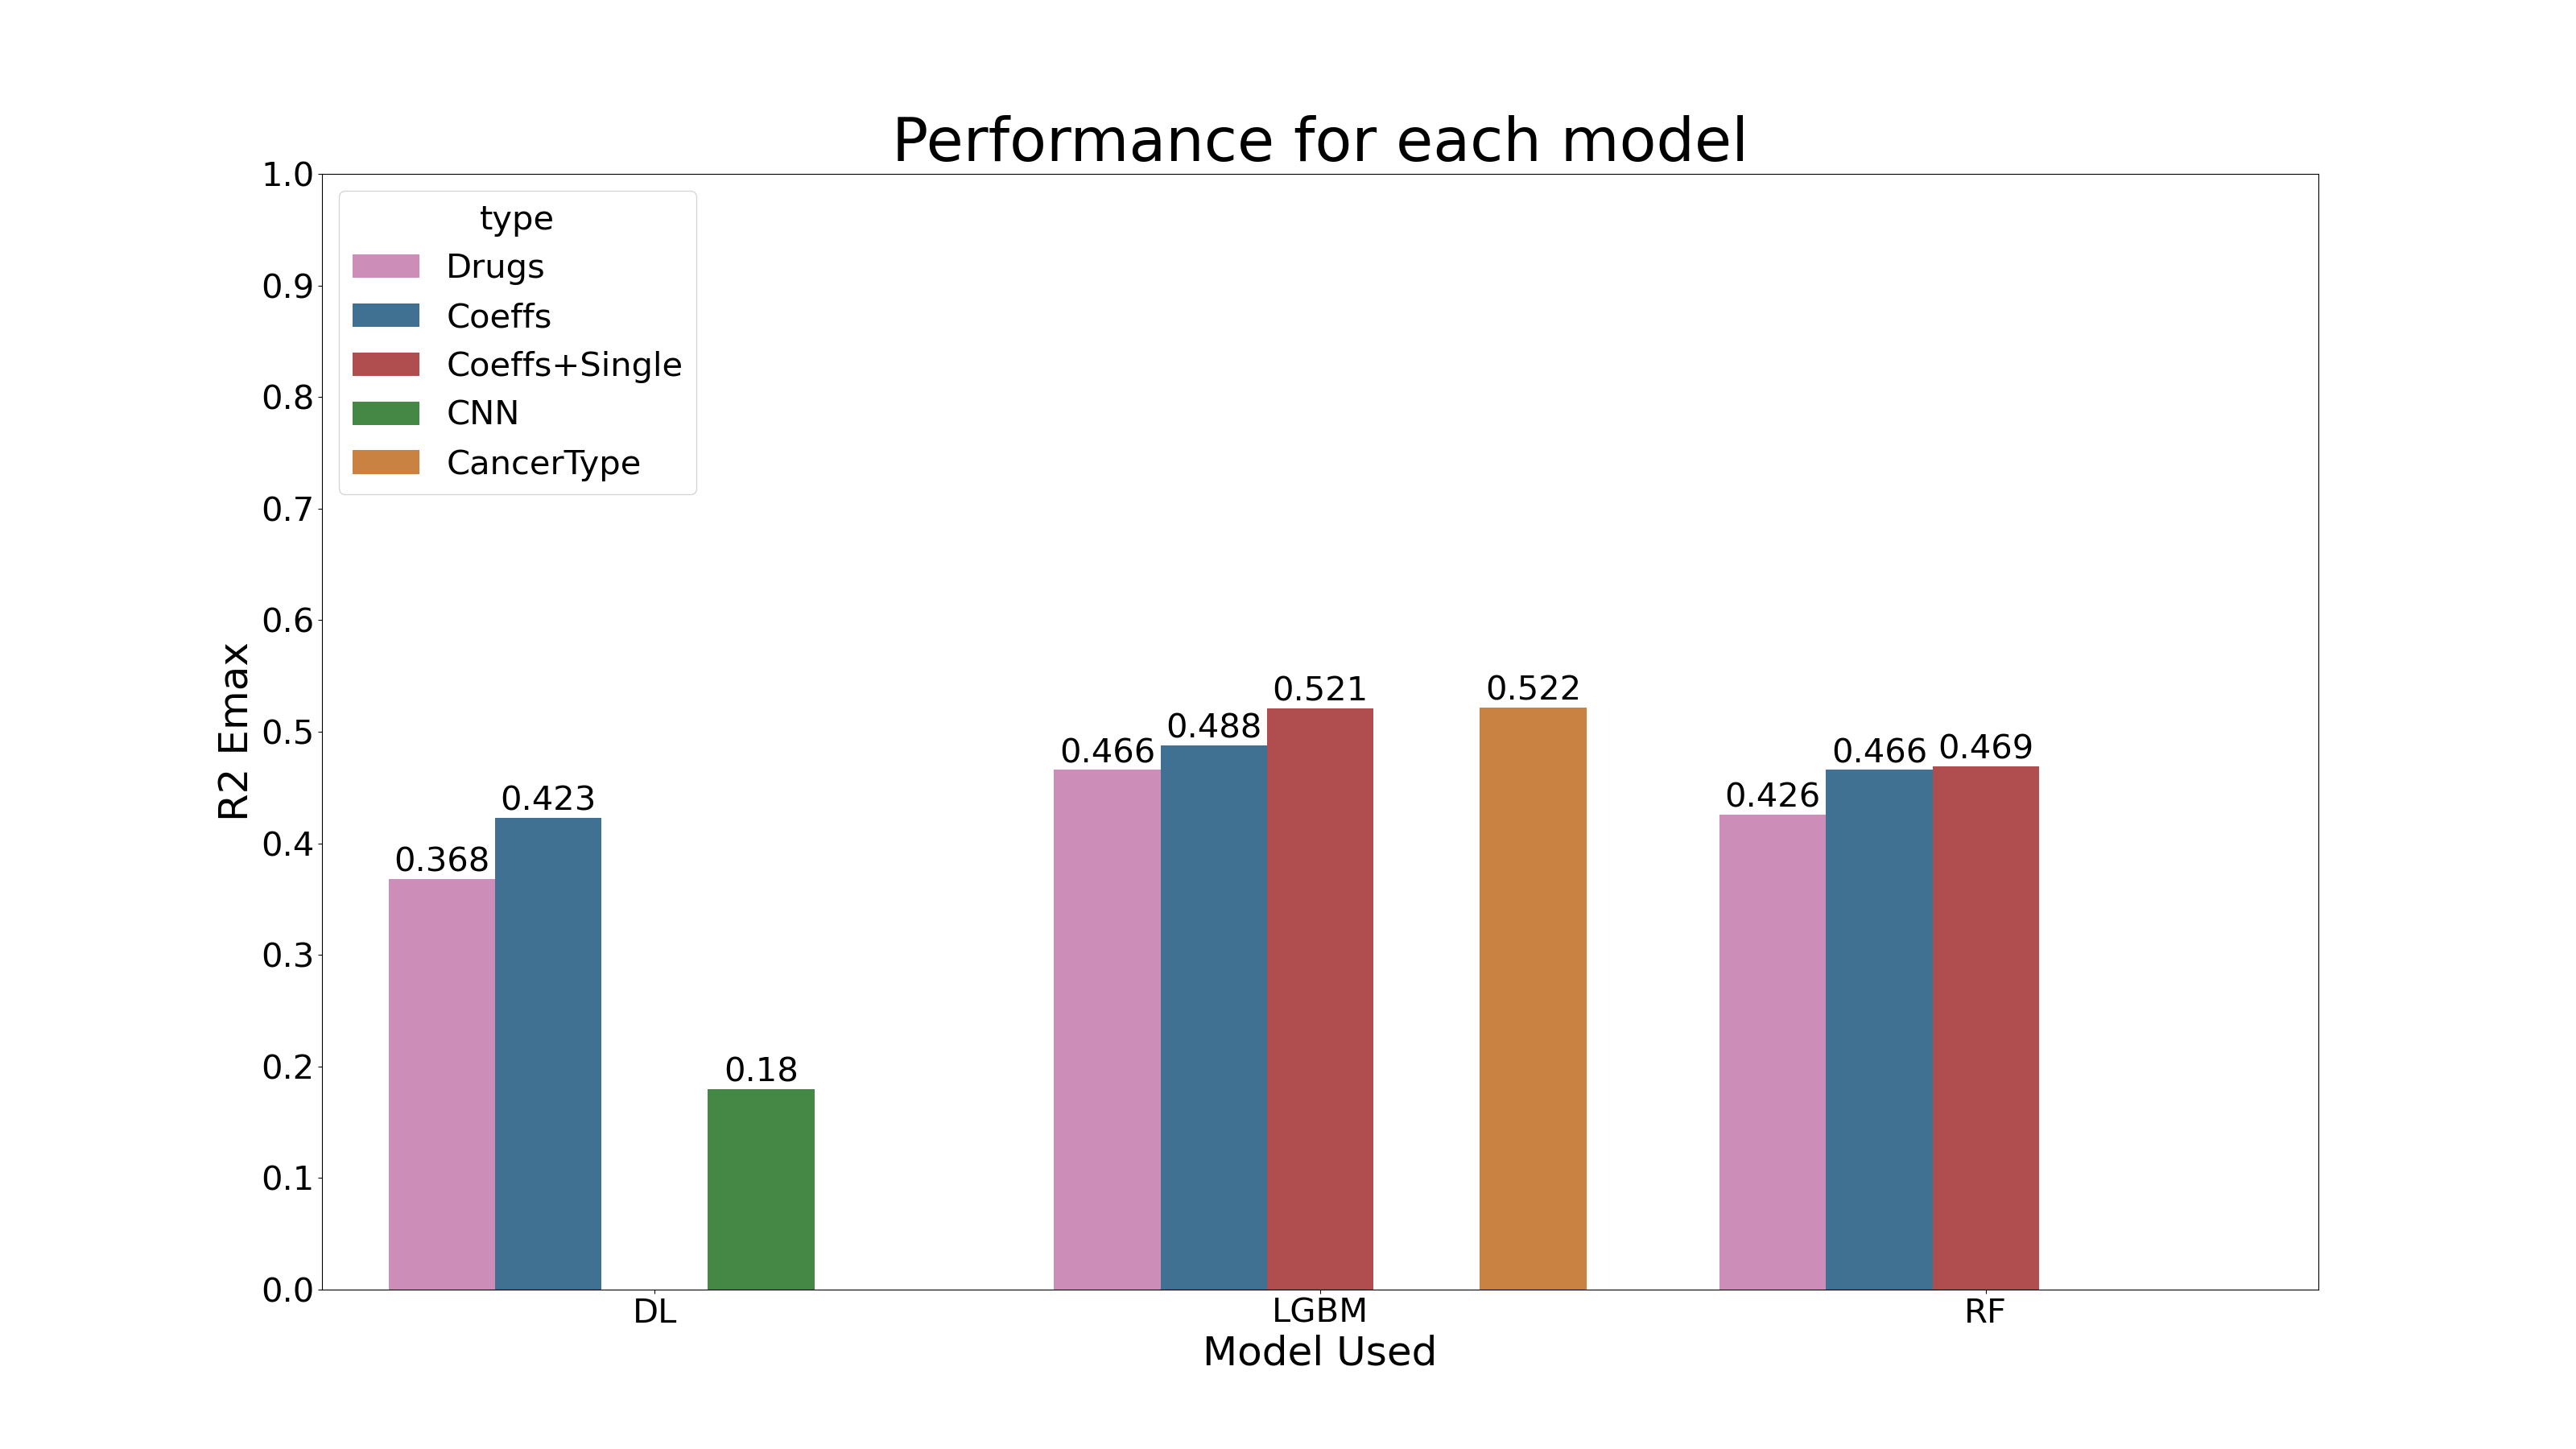 Performance for each model
R2 Emax
1.0
0.9
0.8
0.7
0.6
0.5
0.4
0.3
0.2
0.1
0.0
type
Drugs
Coeffs
Coeffs+Single
CNN
CancerType
0.368
0.423
0.18
0.466
0.488
0.521
0.522
0.426
0.466
0.469
DL
LGBM
RF
Model Used